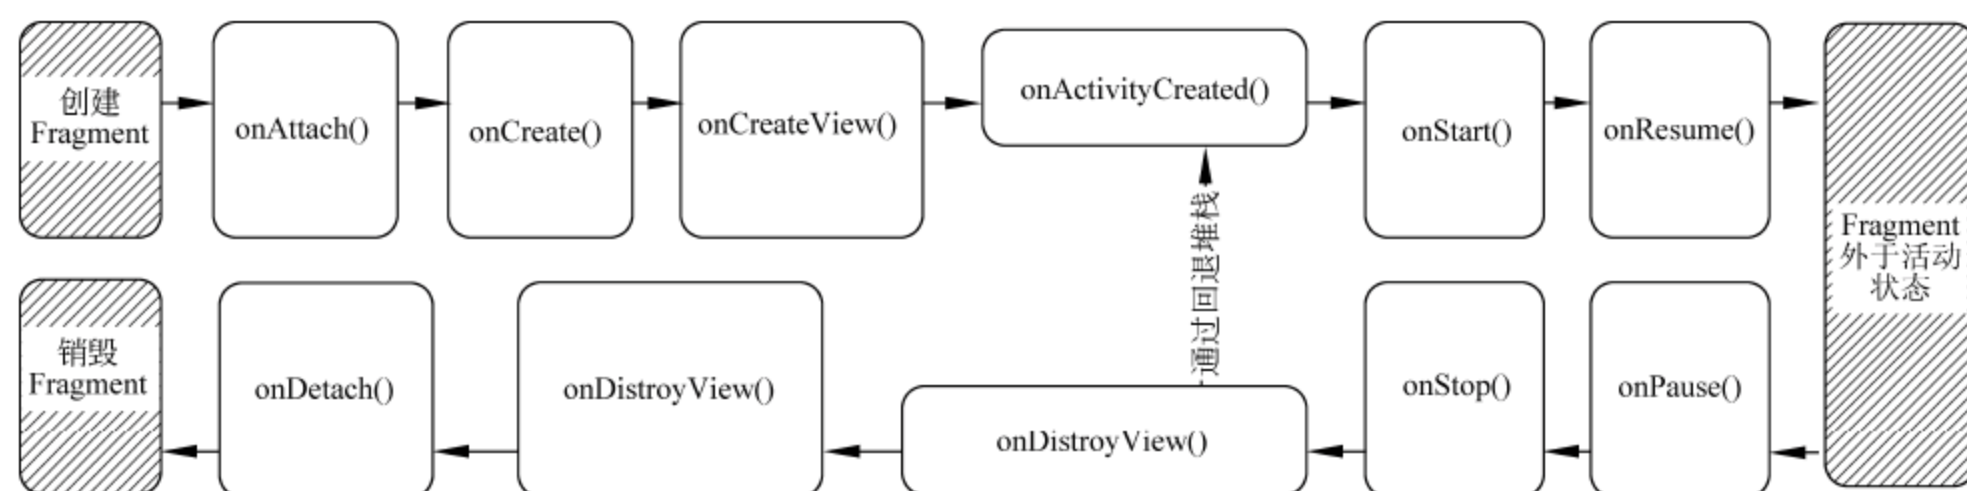 创建
Fragment
onAttach()
onCreate()
onCreateView()
onActivityCreated()
onStart()
onResume()
Fragment
外于活动
状态
通过回退堆栈
销毁
Fragment
onDetach()
onDistroyView()
onDistroyView()
onStop()
onPause()